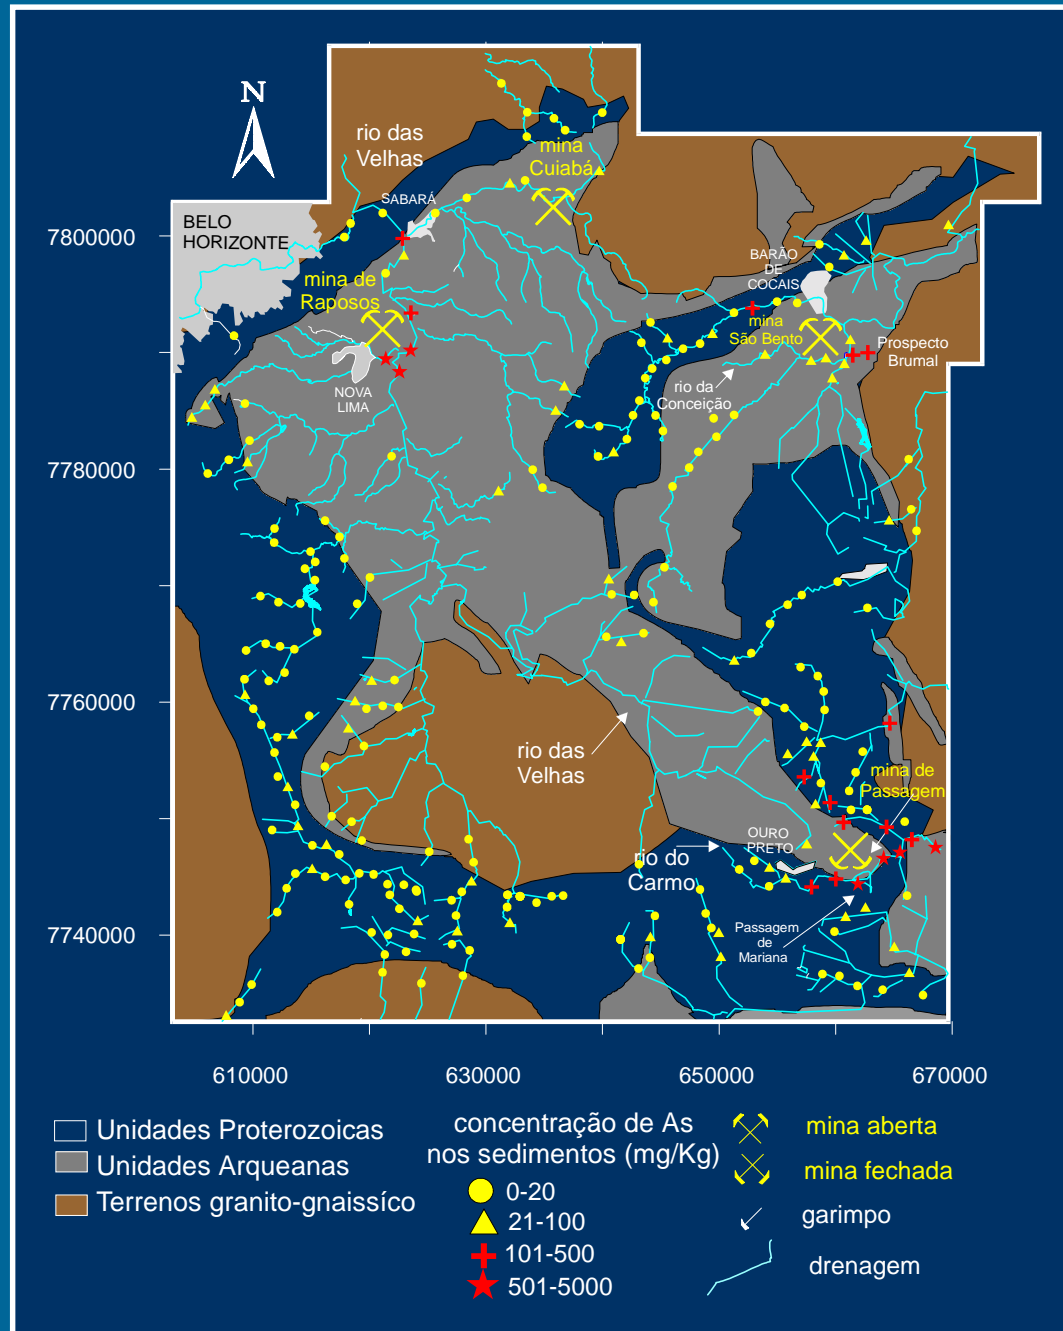 N
rio das
Velhas
mina
Cuiabá
SABARÁ
BELO
HORIZONTE
7800000
mina de
Raposos
BARÃO
DE
COCAIS
mina
São Bento
Prospecto
Brumal
NOVA
LIMA
rio da
Conceição
7780000
7760000
rio das
Velhas
mina de
Passagem
OURO
PRETO
rio do
Carmo
Passagem
de
Mariana
7740000
610000
630000
650000
670000
Unidades Proterozoicas
Unidades Arqueanas
Terrenos granito-gnaissíco
concentração de As
nos sedimentos (mg/Kg)
0-20
21-100
101-500
501-5000
mina aberta
mina fechada
garimpo
drenagem